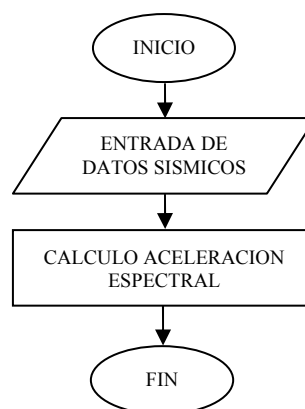 INICIO
ENTRADA DE
DATOS SISMICOS
CALCULO ACELERACION
ESPECTRAL
FIN